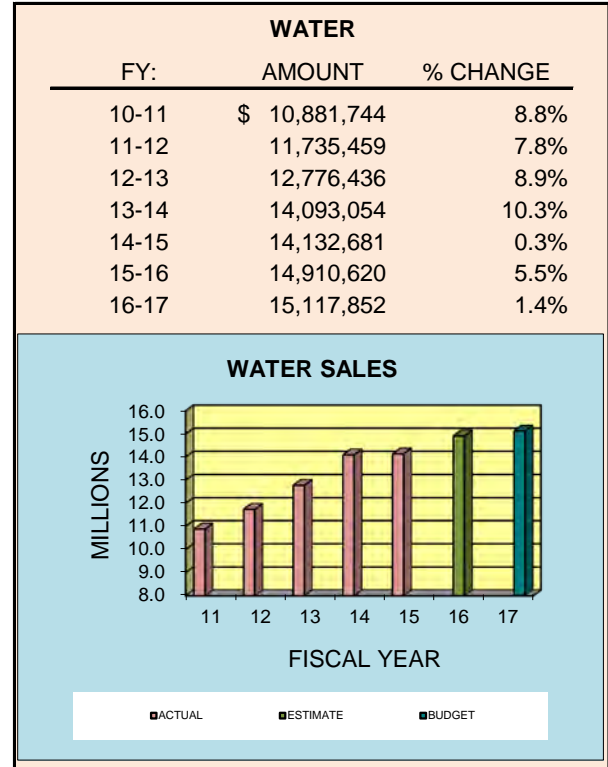 WATER
FY: AMOUNT % CHANGE
10-11 $ 10,881,744 8.8%
11-12 11,735,459 7.8%
12-13 12,776,436 8.9%
13-14 14,093,054 10.3%
14-15 14,132,681 0.3%
15-16 14,910,620 5.5%
16-17 15,117,852 1.4%
WATER SALES
16.0
15.0
14.0
13.0
12.0
11.0
10.0
9.0
8.0
MILLIONS
11 12 13 14 15 16 17
FISCAL YEAR
ACTUAL ESTIMATE BUDGET